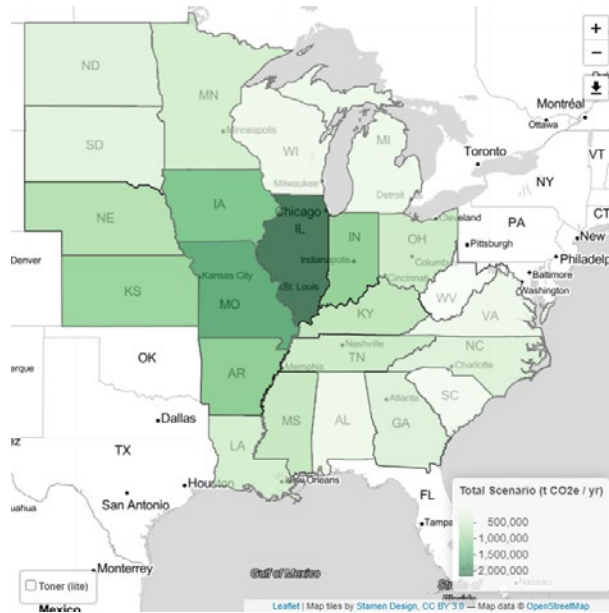 +
−
ND
MN
Montréal
Ottawa
Minneapolis
SD
WI
MI
Toronto
VT
NY
Milwaukee
Detroit
IA
NE
Chicago
IL
IN
OH
Cleveland
PA
CT
Pittsburgh
New
Denver
Indianapolis
Columbu
Philadelp
Kansas City
Cincinnati
Baltimore
Washington
KS
MO
St. Louis
WV
VA
KY
Nashville
NC
OK
TN
Charlotte
Memphis
AR
SC
Atlanta
Dallas
MS
AL
GA
TX
LA
Houston
New Orleans
FL
San Antonio
Tampa
Total Scenario (t CO2e / yr)
500,000
1,000,000
1,500,000
2,000,000
Monterrey
Gulf of Mexico
Nassau
Toner (lite)
Mexico
Leaflet | Map tiles by Stamen Design, CC BY 3.0 — Map data © OpenStreetMap